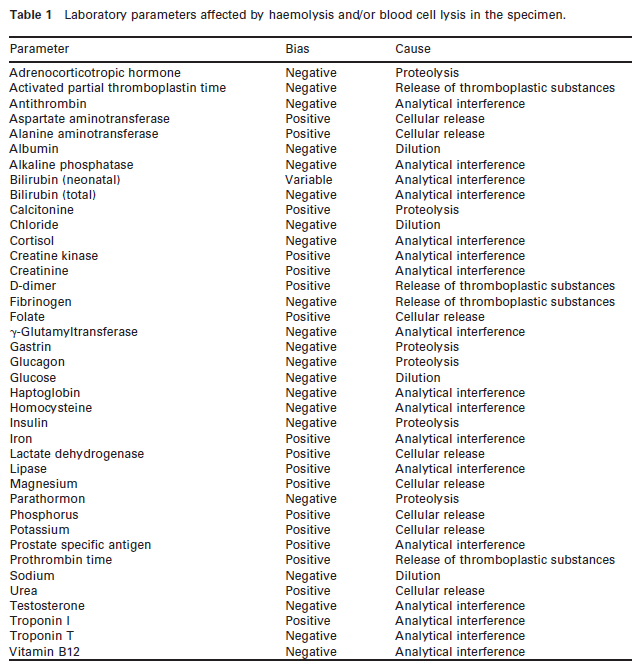 Table 1 Laboratory parameters affected by haemolysis and/or blood cell lysis in the specimen.
Parameter Bias Cause
Adrenocorticotropic hormone Negative Proteolysis
Activated partial thromboplastin time Negative Release of thromboplastic substances
Antithrombin Negative Analytical interference
Aspartate aminotransferase Positive Cellular release
Alanine aminotransferase Positive Cellular release
Albumin Negative Dilution
Alkaline phosphatase Negative Analytical interference
Bilirubin (neonatal) Variable Analytical interference
Bilirubin (total) Negative Analytical interference
Calcitonine Positive Proteolysis
Chloride Negative Dilution
Cortisol Negative Analytical interference
Creatine kinase Positive Analytical interference
Creatinine Positive Analytical interference
D-dimer Positive Release of thromboplastic substances
Fibrinogen Negative Release of thromboplastic substances
Folate Positive Cellular release
γ-Glutamyltransferase Negative Analytical interference
Gastrin Negative Proteolysis
Glucagon Negative Proteolysis
Glucose Negative Dilution
Haptoglobin Negative Analytical interference
Homocysteine Negative Analytical interference
Insulin Negative Proteolysis
Iron Positive Analytical interference
Lactate dehydrogenase Positive Cellular release
Lipase Positive Analytical interference
Magnesium Positive Cellular release
Parathormon Negative Proteolysis
Phosphorus Positive Cellular release
Potassium Positive Cellular release
Prostate specific antigen Positive Analytical interference
Prothrombin time Positive Release of thromboplastic substances
Sodium Negative Dilution
Urea Positive Cellular release
Testosterone Negative Analytical interference
Troponin I Positive Analytical interference
Troponin T Negative Analytical interference
Vitamin B12 Negative Analytical interference